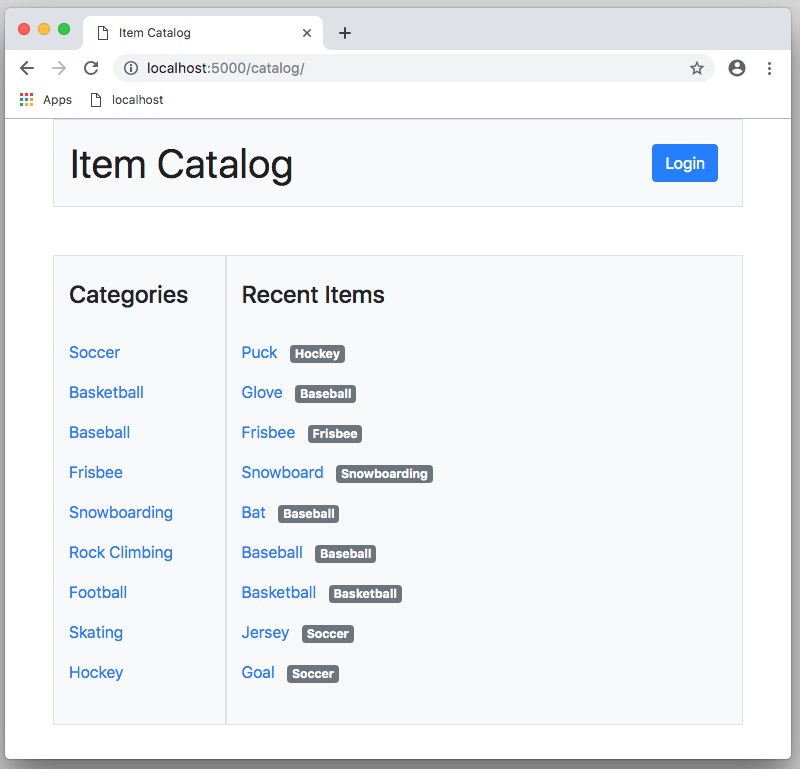 Item Catalog
localhost:5000/catalog/
Apps localhost
Item Catalog
Login
Categories
Soccer
Basketball
Baseball
Frisbee
Snowboarding
Rock Climbing
Football
Skating
Hockey
Recent Items
Puck Hockey
Glove Baseball
Frisbee Frisbee
Snowboard Snowboarding
Bat Baseball
Baseball Baseball
Basketball Basketball
Jersey Soccer
Goal Soccer